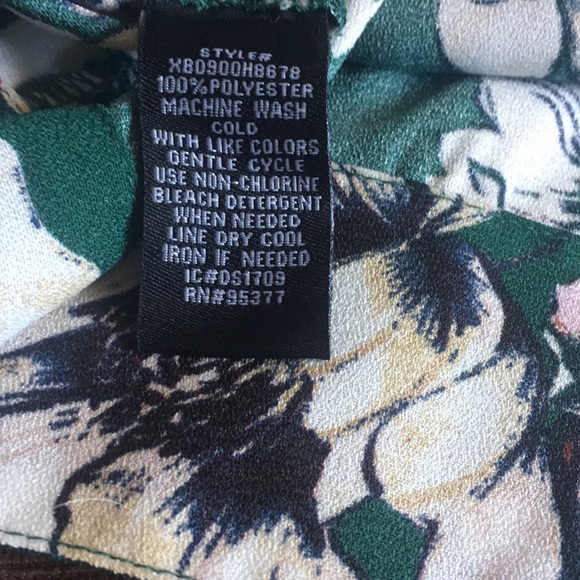 STYLE#
XBD900H8678
100%POLYESTER
MACHINE WASH
COLD
WITH LIKE COLORS
GENTLE CYCLE
USE NON-CHLORINE
BLEACH DETERGENT
WHEN NEEDED
LINE DRY COOL
IRON IF NEEDED
IC#DS1709
RN#95377